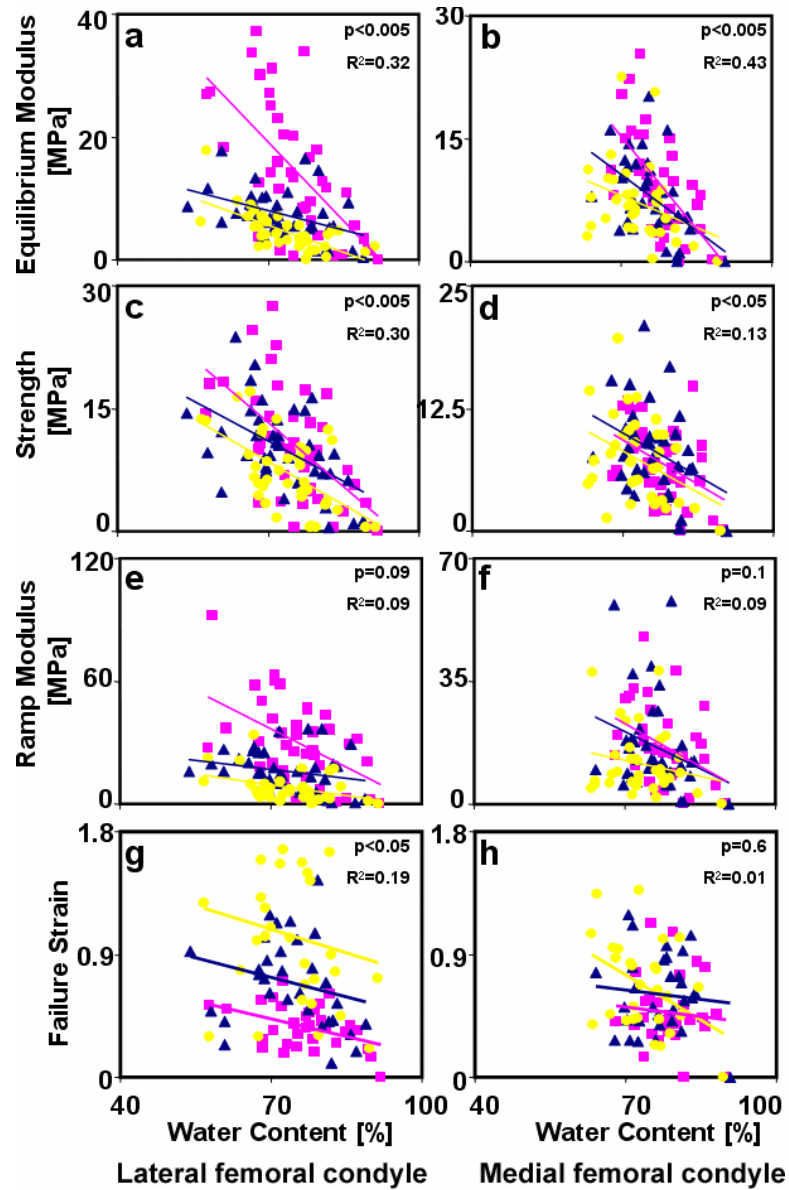 a
p<0.005
R²=0.32
40
20
0
Equilibrium Modulus
[MPa]
b
p<0.005
R²=0.43
30
15
0
c
p<0.005
R²=0.30
30
15
0
Strength
[MPa]
d
p<0.05
R²=0.13
25
12.5
0
e
p=0.09
R²=0.09
120
60
0
Ramp Modulus
[MPa]
f
p=0.1
R²=0.09
70
35
0
g
p<0.05
R²=0.19
1.8
0.9
0
Failure Strain
h
p=0.6
R²=0.01
1.8
0.9
0
40 70 100
40 70 100
Water Content [%]
Water Content [%]
Lateral femoral condyle
Medial femoral condyle